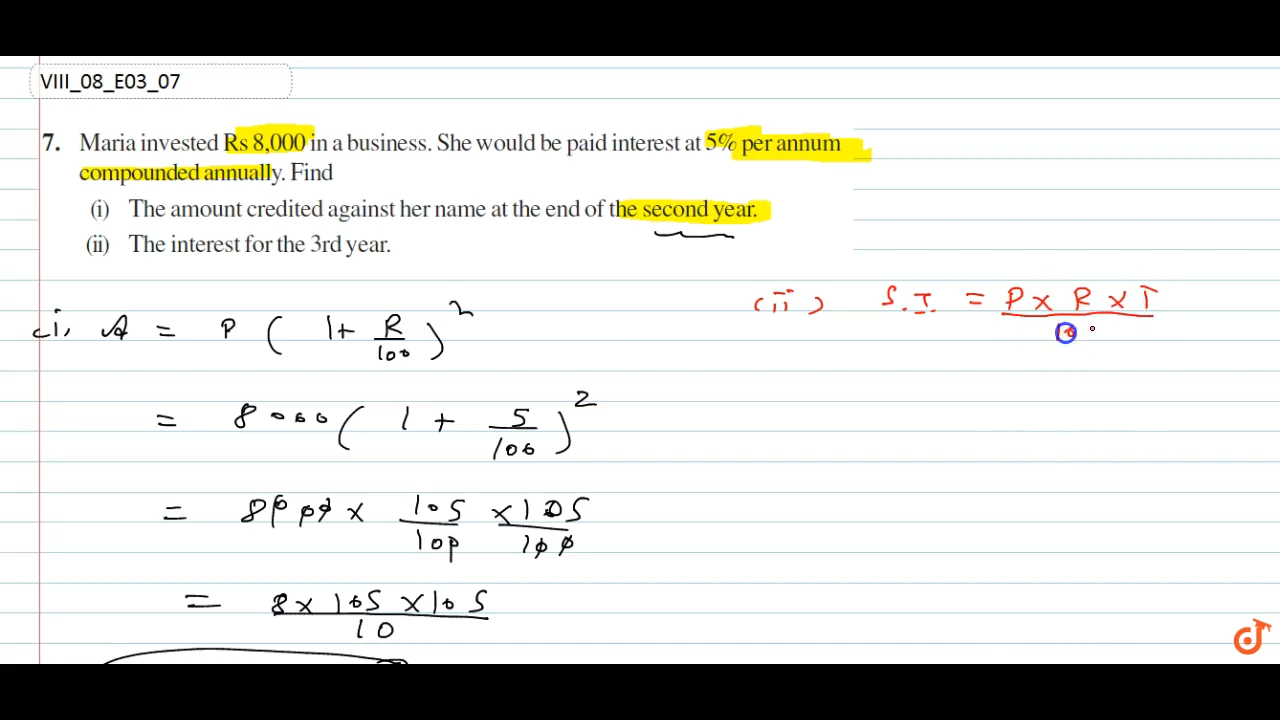 VIII_08_E03_07
7. Maria invested Rs 8,000 in a business. She would be paid interest at 5% per annum
compounded annually. Find
(i) The amount credited against her name at the end of the second year.
(ii) The interest for the 3rd year.
(i) A = P ( 1 + R/100 )^2
= 8000 ( 1 + 5/100 )^2
= 8000 × 105/100 × 105/100
= 8 × 105 × 105 / 10
(ii) S.I. = P × R × T / 10